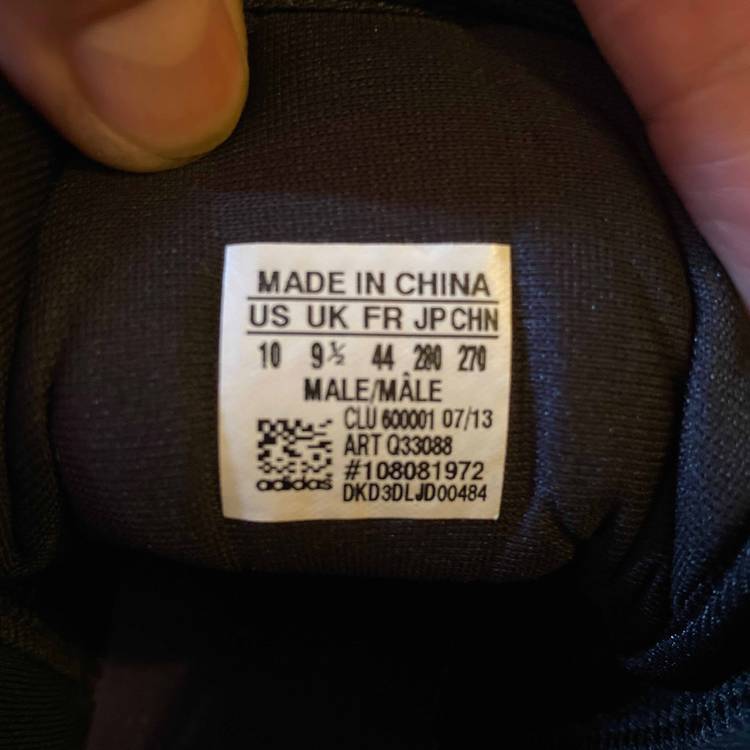 MADE IN CHINA
US UK FR JP CHN
10 9½ 44 280 270
MALE/MÂLE
CLU 600001 07/13
ART Q33088
#108081972
adidas DKD3DLJD00484